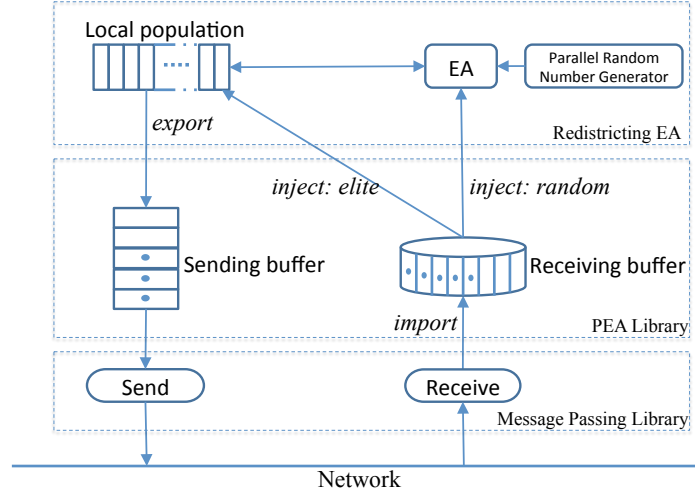 Local population
EA
Parallel Random
Number Generator
export
Redistricting EA
inject: elite
inject: random
Sending buffer
Receiving buffer
import
PEA Library
Send
Receive
Message Passing Library
Network